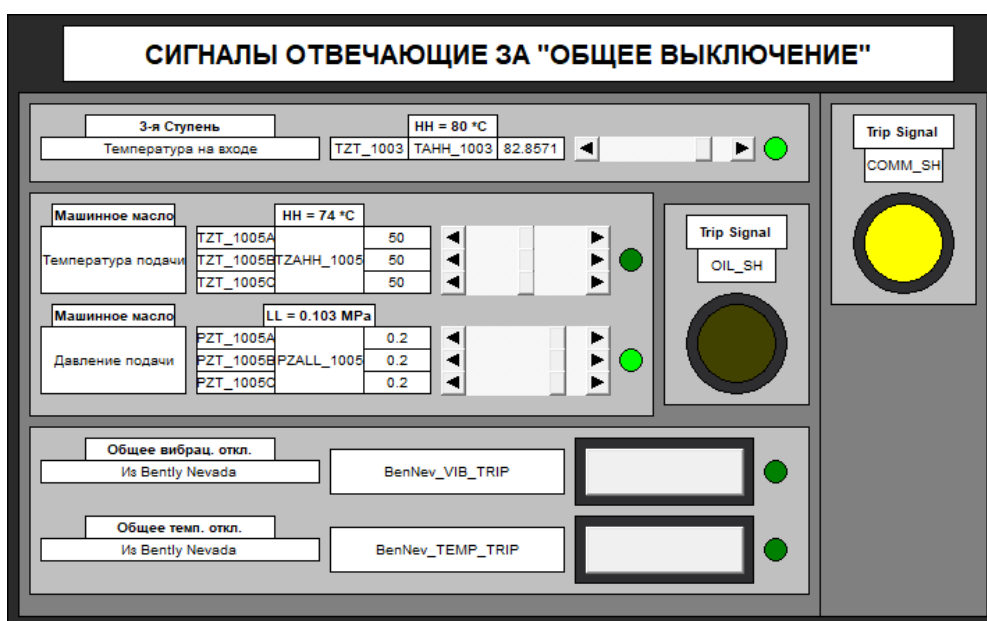 СИГНАЛЫ ОТВЕЧАЮЩИЕ ЗА "ОБЩЕЕ ВЫКЛЮЧЕНИЕ"
3-я Ступень
HH = 80 *C
Температура на входе
TZT_1003 TAHH_1003 82.8571
Trip Signal
COMM_SH
Машинное масло
HH = 74 *C
Температура подачи
TZT_1005A
50
TZT_1005B
TZAHH_1005
50
TZT_1005C
50
Trip Signal
OIL_SH
Машинное масло
LL = 0.103 MPa
Давление подачи
PZT_1005A
0.2
PZT_1005B
PZALL_1005
0.2
PZT_1005C
0.2
Общее вибрац. откл.
Из Bently Nevada
BenNev_VIB_TRIP
Общее темп. откл.
Из Bently Nevada
BenNev_TEMP_TRIP